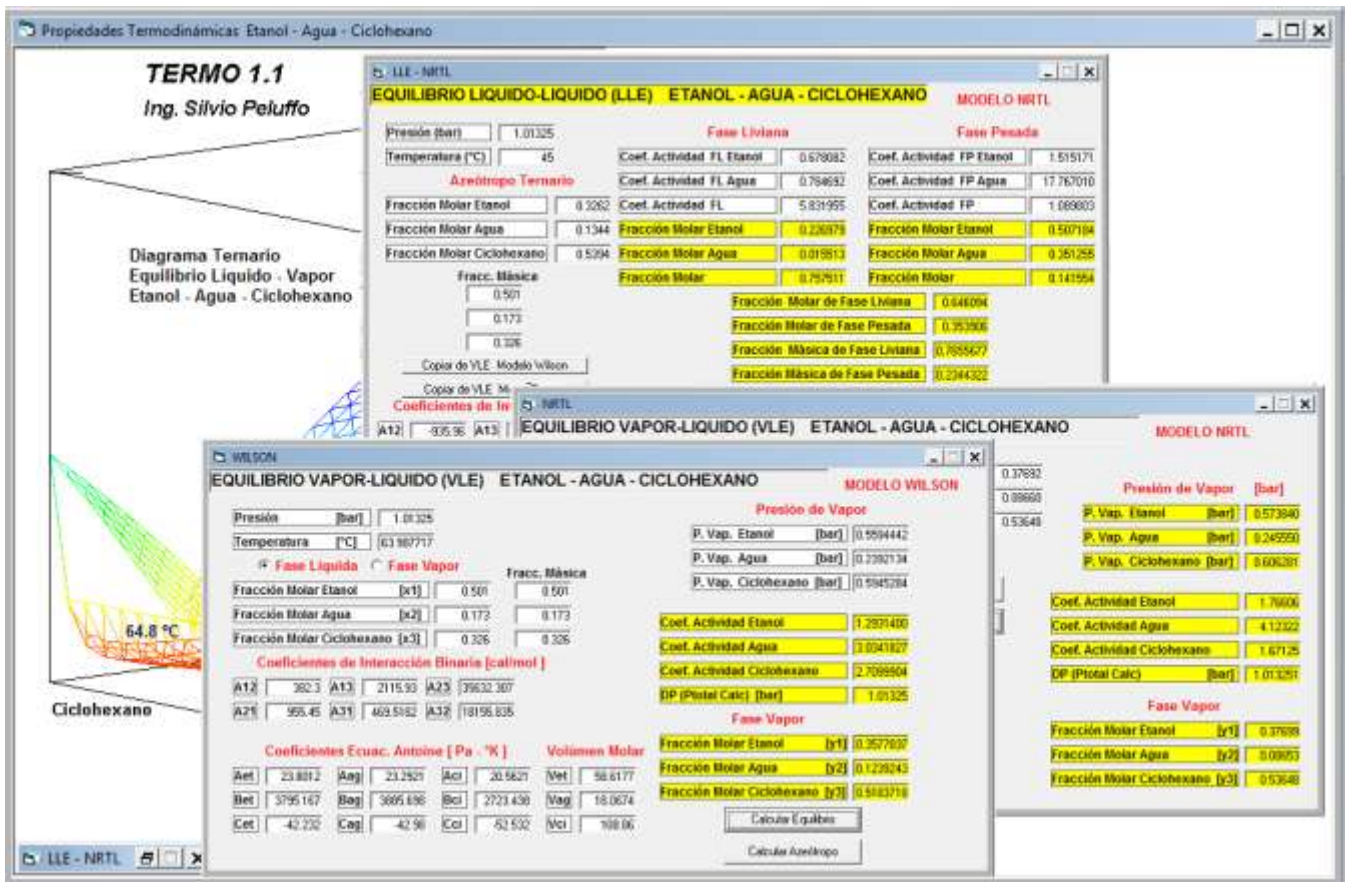 Propiedades Termodinámicas Etanol - Agua - Ciclohexano
TERMO 1.1
Ing. Silvio Peluffo
Diagrama Ternario
Equilibrio Liquido - Vapor
Etanol - Agua - Ciclohexano
64.8 ºC
Ciclohexano
LLE - NRTL
LLE - NRTL
EQUILIBRIO LIQUIDO-LIQUIDO (LLE) ETANOL - AGUA - CICLOHEXANO MODELO NRTL
Presión (bar) 1.01325
Temperatura (ºC) 45
Azeótropo Ternario
Fracción Molar Etanol 0.3262
Fracción Molar Agua 0.1344
Fracción Molar Ciclohexano 0.5394
Fracc. Másica
0.501
0.173
0.326
Copiar de VLE Modelo Wilson
Copiar de VLE
Coeficientes de In
A12 -935.96 A13
Fase Liviana
Coef. Actividad FL Etanol 0.678082
Coef. Actividad FL Agua 0.784692
Coef. Actividad FL 5.831955
Fracción Molar Etanol 0.226979
Fracción Molar Agua 0.015513
Fracción Molar 0.757511
Fase Pesada
Coef. Actividad FP Etanol 1.515171
Coef. Actividad FP Agua 17.767010
Coef. Actividad FP 1.089803
Fracción Molar Etanol 0.507184
Fracción Molar Agua 0.351255
Fracción Molar 0.141554
Fracción Molar de Fase Liviana 0.646094
Fracción Molar de Fase Pesada 0.353906
Fracción Másica de Fase Liviana 0.7655677
Fracción Másica de Fase Pesada 0.2344322
NRTL
EQUILIBRIO VAPOR-LIQUIDO (VLE) ETANOL - AGUA - CICLOHEXANO MODELO NRTL
0.37692
0.08660
0.53648
Presión de Vapor [bar]
P. Vap. Etanol [bar] 0.573840
P. Vap. Agua [bar] 0.245550
P. Vap. Ciclohexano [bar] 0.606281
Coef. Actividad Etanol 1.76606
Coef. Actividad Agua 4.12322
Coef. Actividad Ciclohexano 1.67125
DP (Ptotal Calc) [bar] 1.013251
Fase Vapor
Fracción Molar Etanol [y1] 0.37699
Fracción Molar Agua [y2] 0.08653
Fracción Molar Ciclohexano [y3] 0.53648
WILSON
EQUILIBRIO VAPOR-LIQUIDO (VLE) ETANOL - AGUA - CICLOHEXANO
MODELO WILSON
Presión [bar] 1.01325
Temperatura [ºC] 63.987717
Fase Líquida Fase Vapor
Fracc. Másica
Fracción Molar Etanol [x1] 0.501 0.501
Fracción Molar Agua [x2] 0.173 0.173
Fracción Molar Ciclohexano [x3] 0.326 0.326
Coeficientes de Interacción Binaria [cal/mol ]
A12 382.3 A13 2115.93 A23 35632.307
A21 955.45 A31 469.5182 A32 18195.835
Coeficientes Ecuac. Antoine [ Pa - ºK ] Volúmen Molar
Aet 23.8012 Aag 23.2921 Aci 20.5621 Vet 58.6177
Bet 3795.167 Bag 3885.698 Bci 2723.438 Vag 18.0674
Cet -42.232 Cag -42.98 Cci -52.532 Vci 108.86
Presión de Vapor
P. Vap. Etanol [bar] 0.5594442
P. Vap. Agua [bar] 0.2392134
P. Vap. Ciclohexano [bar] 0.5945284
Coef. Actividad Etanol 1.2931400
Coef. Actividad Agua 3.0341827
Coef. Actividad Ciclohexano 2.7099904
DP (Ptotal Calc) [bar] 1.01325
Fase Vapor
Fracción Molar Etanol [y1] 0.3577037
Fracción Molar Agua [y2] 0.1239243
Fracción Molar Ciclohexano [y3] 0.5183718
Calcular Equilibrio
Calcular Azeótropo